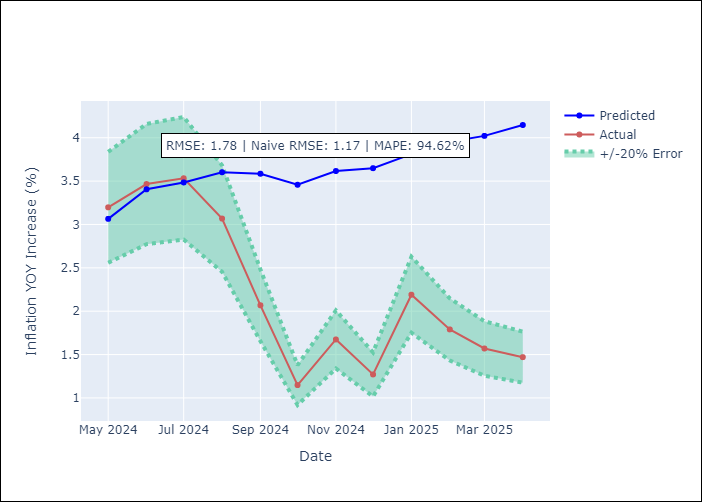 Predicted
Actual
+/-20% Error
RMSE: 1.78 | Naive RMSE: 1.17 | MAPE: 94.62%
Inflation YOY Increase (%)
4
3.5
3
2.5
2
1.5
1
May 2024 Jul 2024 Sep 2024 Nov 2024 Jan 2025 Mar 2025
Date